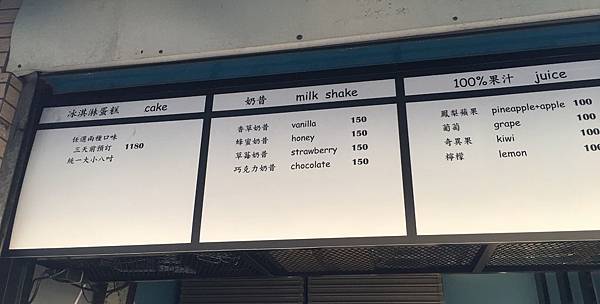 冰淇淋蛋糕 cake
任選兩種口味
三天前預訂 1180
統一大小八吋
奶昔 milk shake
香草奶昔 vanilla 150
蜂蜜奶昔 honey 150
草莓奶昔 strawberry 150
巧克力奶昔 chocolate 150
100%果汁 juice
鳳梨蘋果 pineapple+apple 100
葡萄 grape 100
奇異果 kiwi 100
檸檬 lemon 100